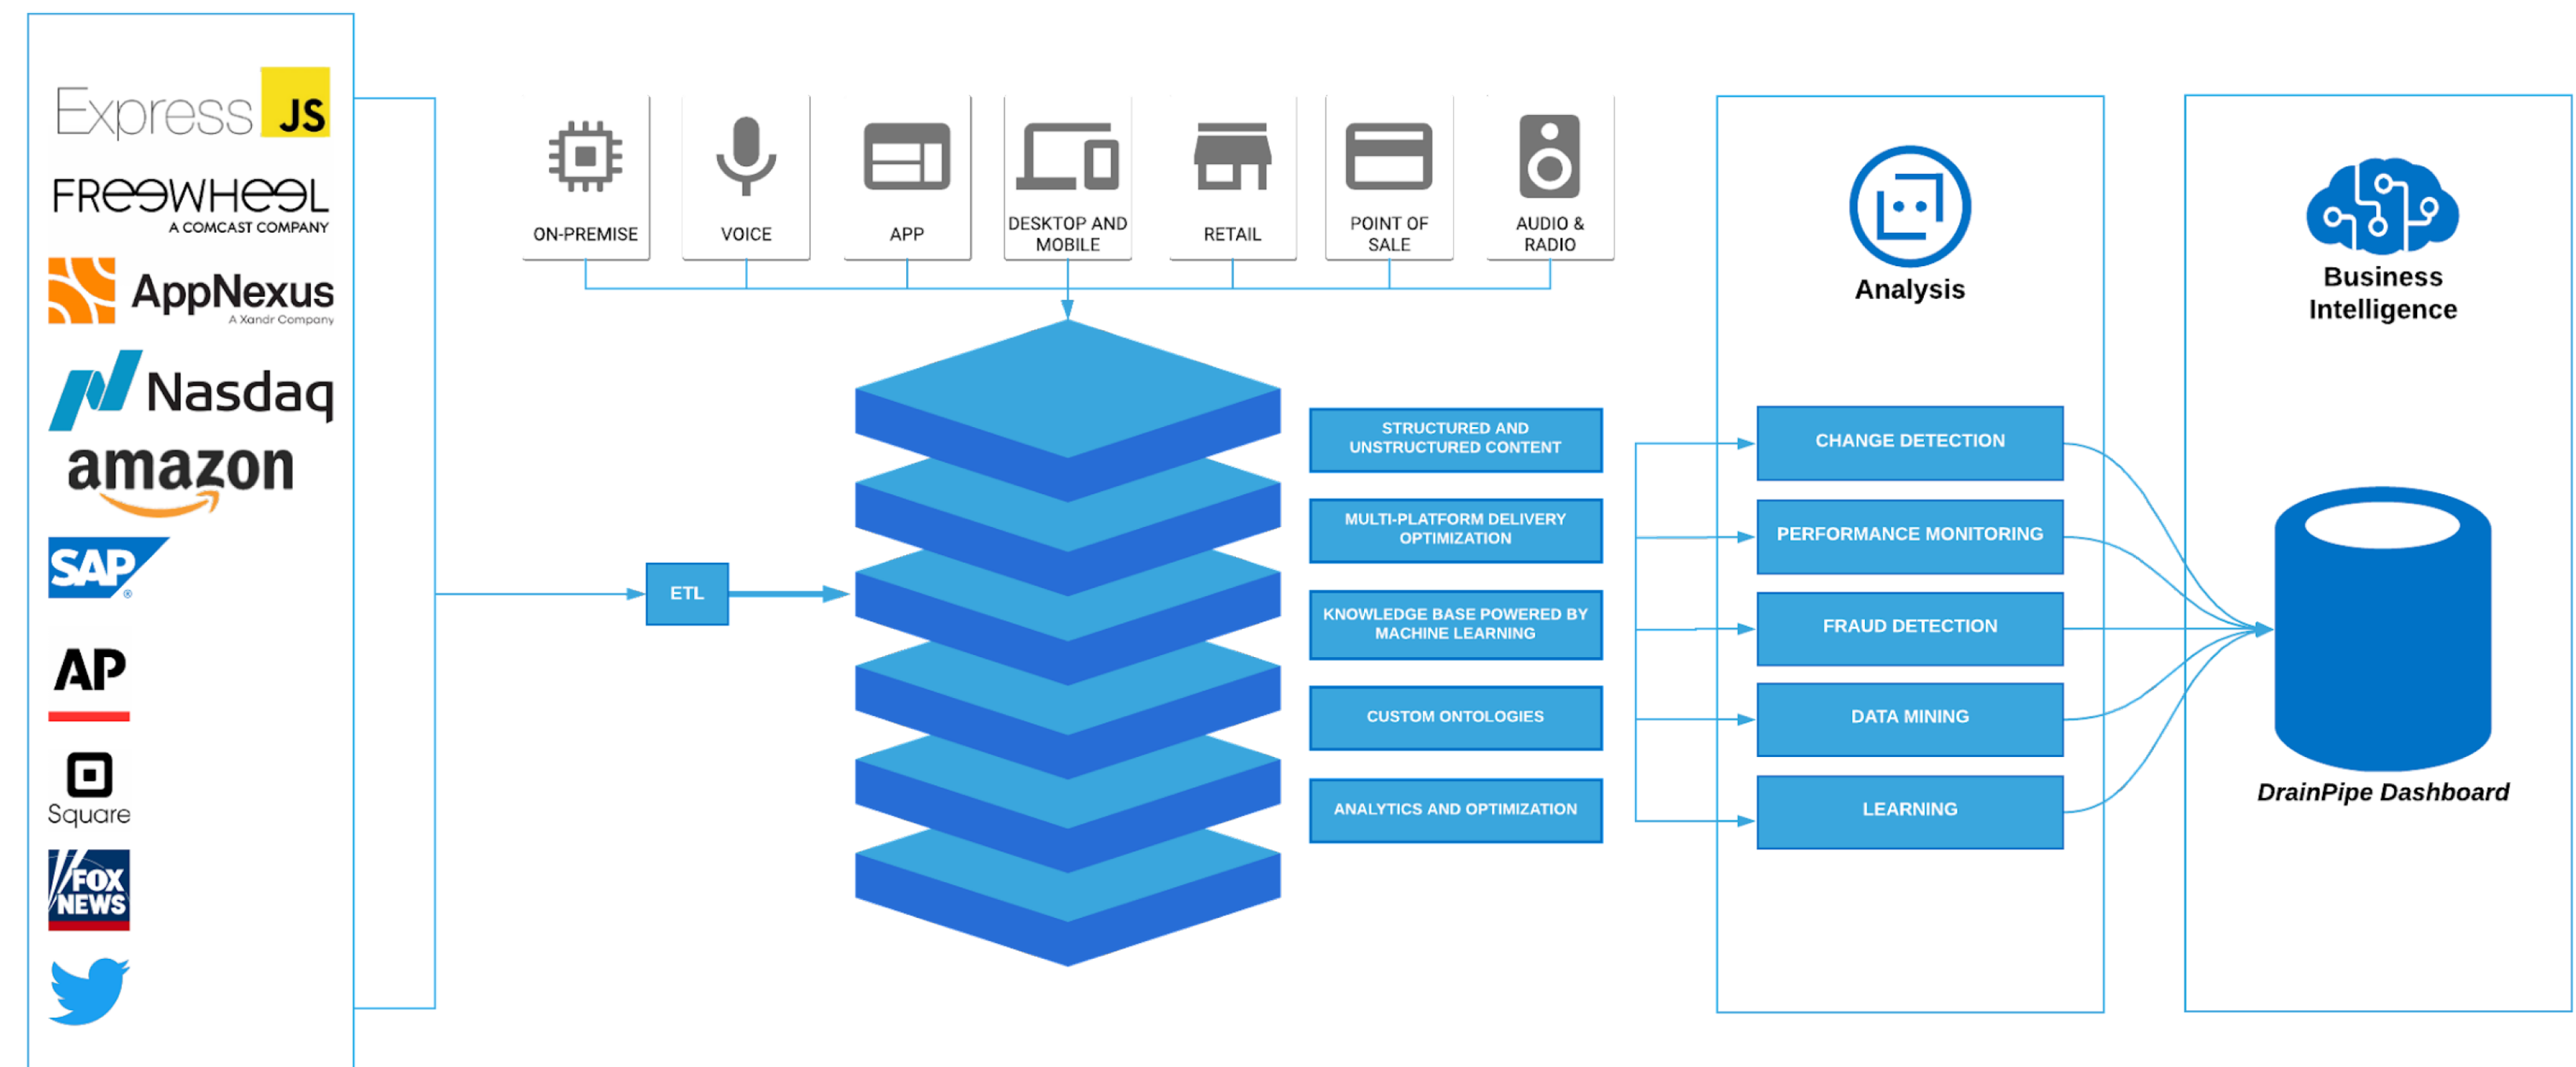 Express JS
FREEWHEEL
A COMCAST COMPANY
AppNexus
A Xandr Company
Nasdaq
amazon
SAP
®
AP
Square
FOX
NEWS
ON-PREMISE
VOICE
APP
DESKTOP AND
MOBILE
RETAIL
POINT OF
SALE
AUDIO &
RADIO
ETL
STRUCTURED AND
UNSTRUCTURED CONTENT
MULTI-PLATFORM DELIVERY
OPTIMIZATION
KNOWLEDGE BASE POWERED BY
MACHINE LEARNING
CUSTOM ONTOLOGIES
ANALYTICS AND OPTIMIZATION
Analysis
CHANGE DETECTION
PERFORMANCE MONITORING
FRAUD DETECTION
DATA MINING
LEARNING
Business
Intelligence
DrainPipe Dashboard